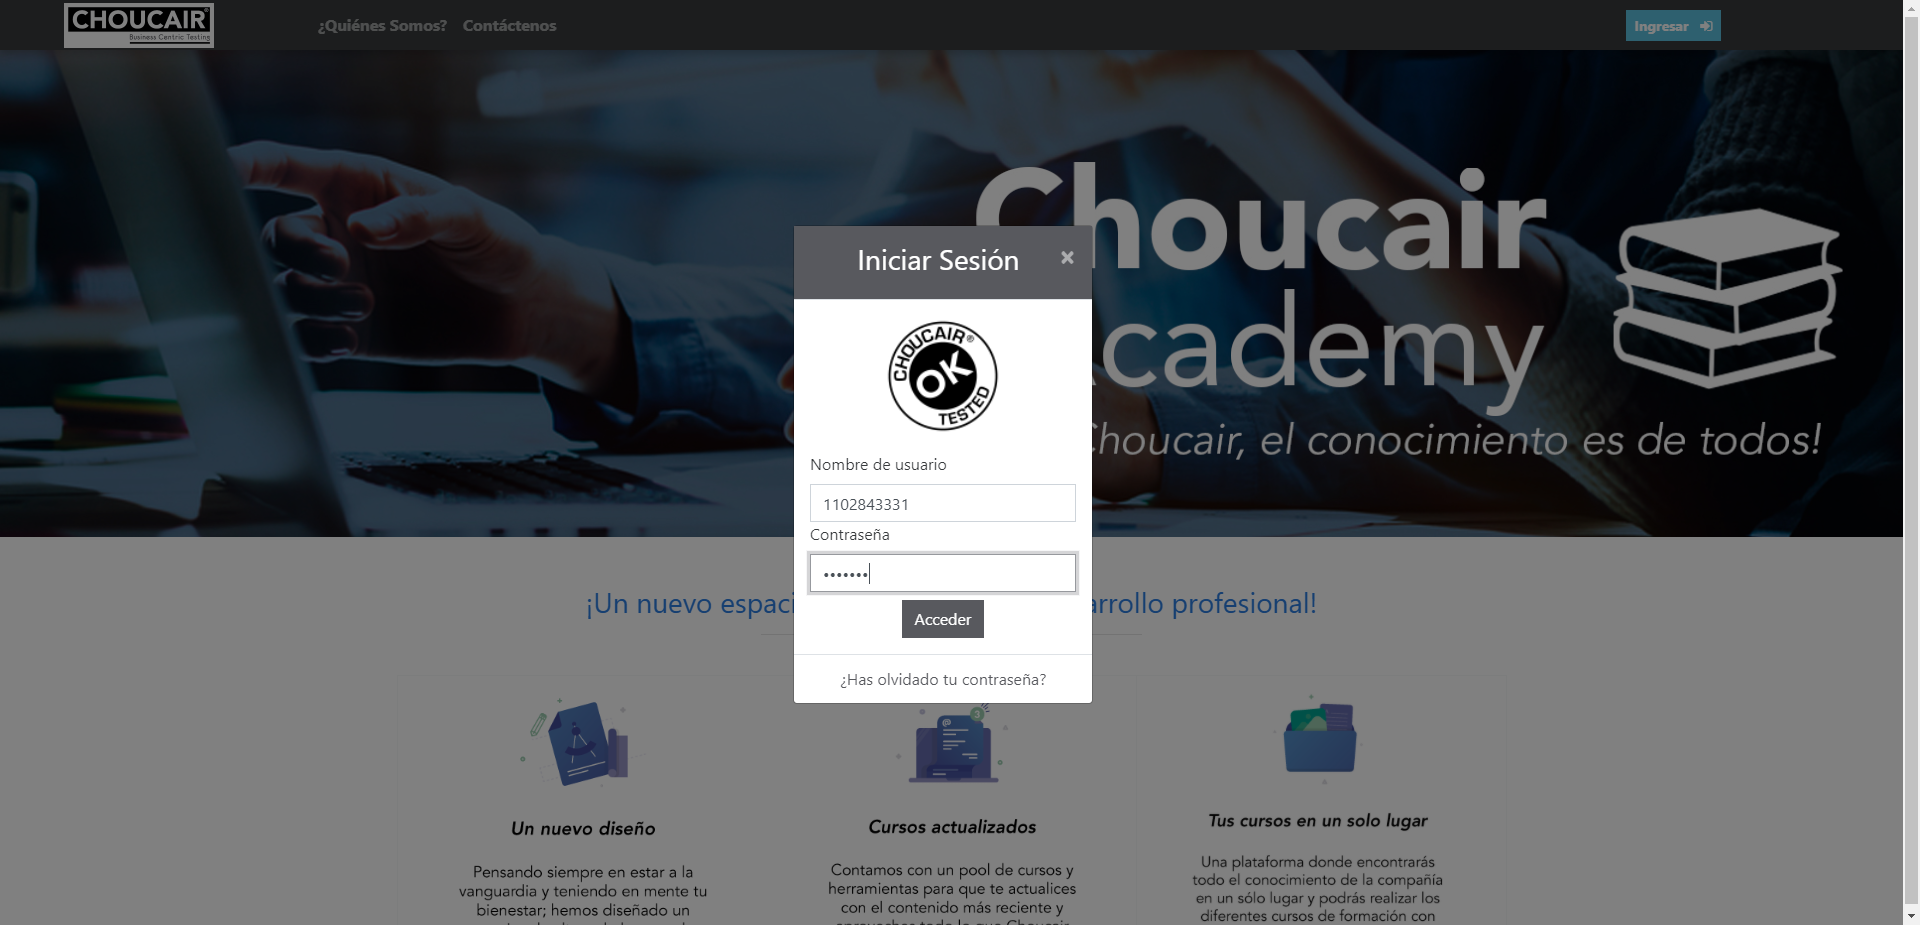 CHOUCAIR®
Business Centric Testing
¿Quiénes Somos?
Contáctenos
Ingresar
Choucair
Academy
Choucair, el conocimiento es de todos!
Iniciar Sesión
×
CHOUCAIR®
OK
TESTED
Nombre de usuario
1102843331
Contraseña
•••••••
Acceder
¿Has olvidado tu contraseña?
¡Un nuevo espaci
arrollo profesional!
3
@
Un nuevo diseño
Pensando siempre en estar a la
vanguardia y teniendo en mente tu
bienestar; hemos diseñado un
Cursos actualizados
Contamos con un pool de cursos y
herramientas para que te actualices
con el contenido más reciente y
Tus cursos en un solo lugar
Una plataforma donde encontrarás
todo el conocimiento de la compañía
en un sólo lugar y podrás realizar los
diferentes cursos de formación con